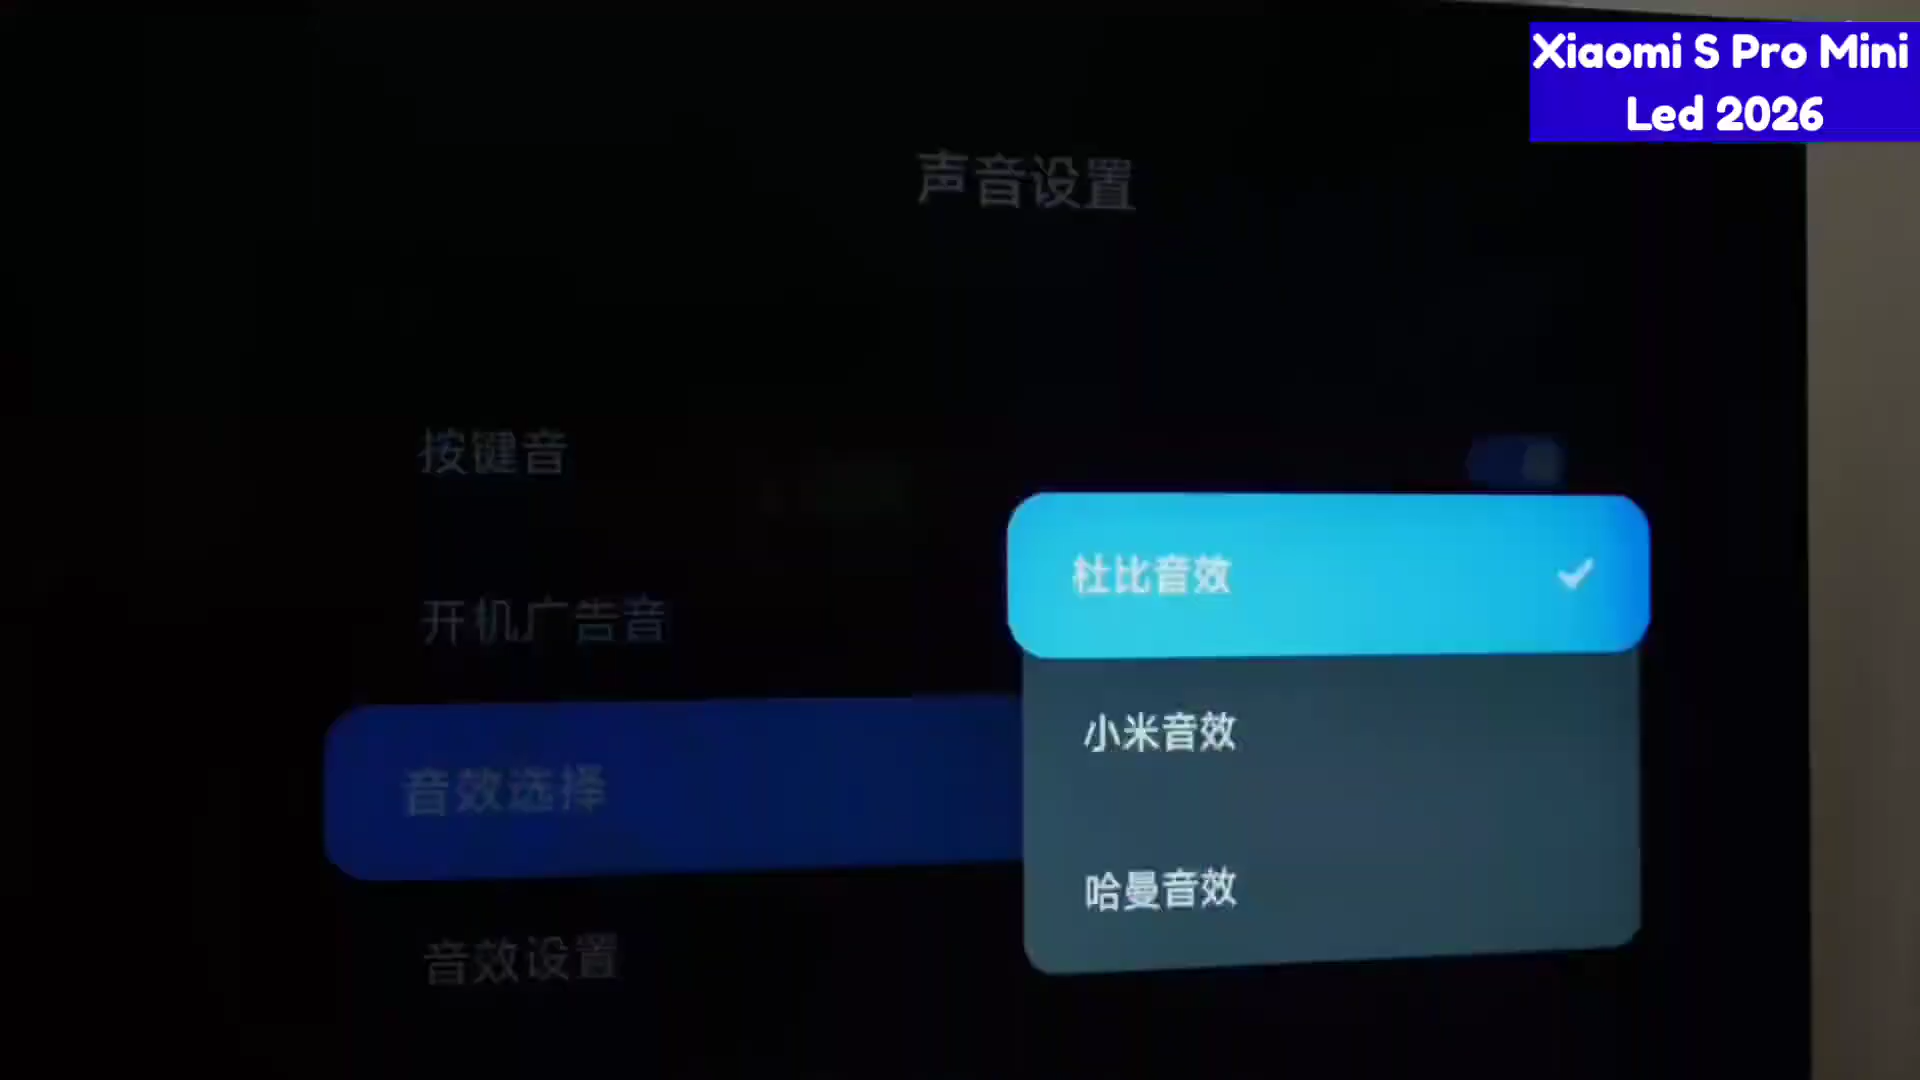 Xiaomi S Pro Mini
Led 2026
声音设置
按键音
开机广告音
杜比音效
小米音效
音效选择
哈曼音效
音效设置